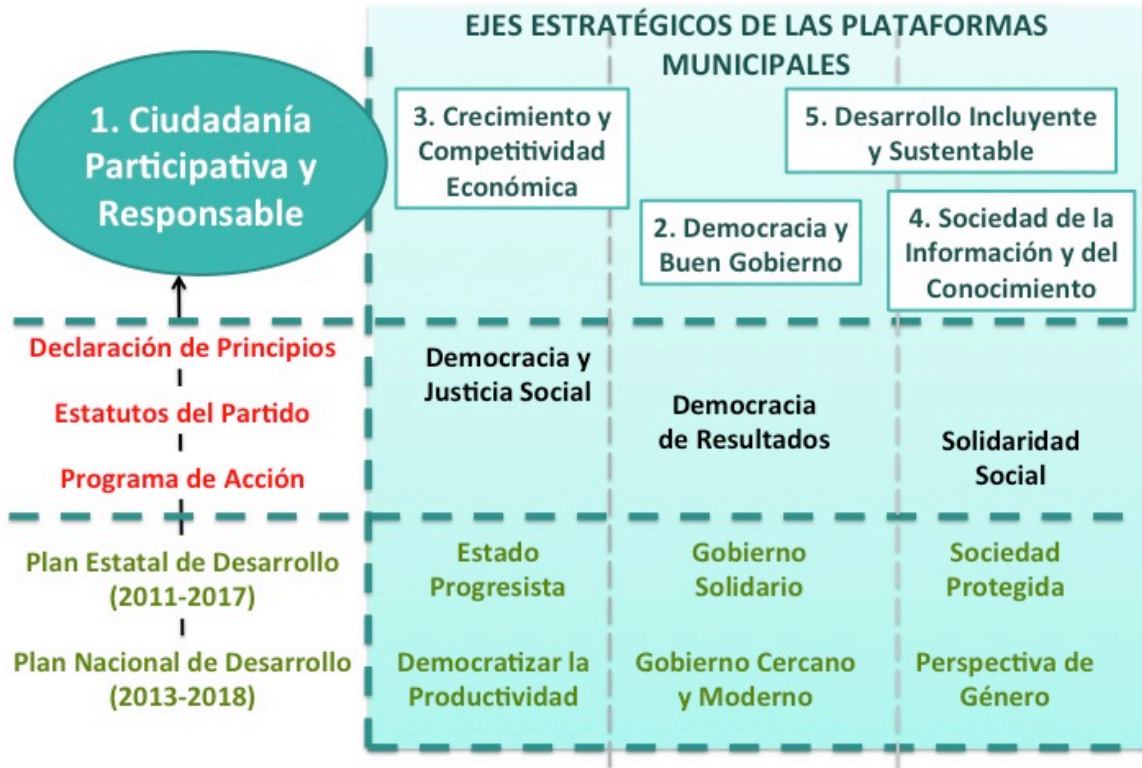 EJES ESTRATÉGICOS DE LAS PLATAFORMAS
MUNICIPALES
1. Ciudadanía
Participativa y
Responsable
3. Crecimiento y
Competitividad
Económica
5. Desarrollo Incluyente
y Sustentable
2. Democracia y
Buen Gobierno
4. Sociedad de la
Información y del
Conocimiento
Declaración de Principios
Estatutos del Partido
Programa de Acción
Democracia y
Justicia Social
Democracia
de Resultados
Solidaridad
Social
Plan Estatal de Desarrollo
(2011-2017)
Estado
Progresista
Gobierno
Solidario
Sociedad
Protegida
Plan Nacional de Desarrollo
(2013-2018)
Democratizar la
Productividad
Gobierno Cercano
y Moderno
Perspectiva de
Género